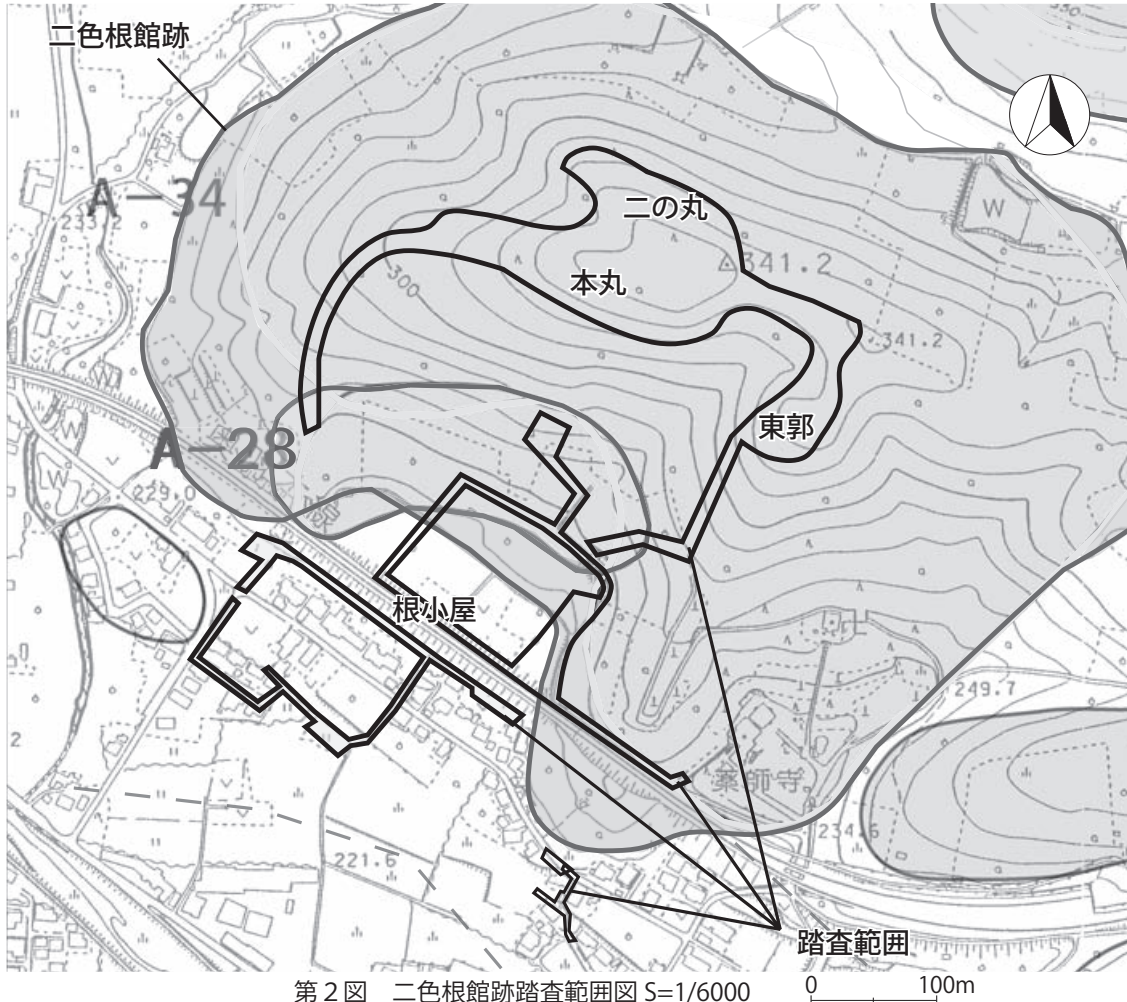 二色根館跡
A-34
233.2
二の丸
W
341.2
本丸
300
341.2
東郭
A-28
W
W
229.0
根小屋
249.7
薬師寺
234.6
221.6
踏査範囲
第２図　二色根館跡踏査範囲図 S=1/6000
0 100m